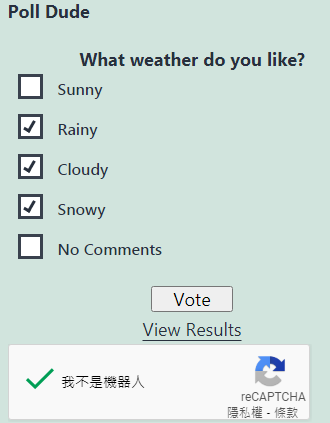 Poll Dude
What weather do you like?
Sunny
Rainy
Cloudy
Snowy
No Comments
Vote
View Results
我不是機器人
reCAPTCHA
隱私權 - 條款